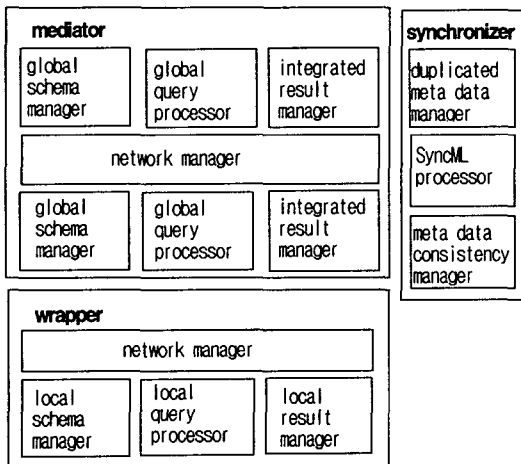 mediator
global
schema
manager
global
query
processor
integrated
result
manager
network manager
global
schema
manager
global
query
processor
integrated
result
manager
synchronizer
duplicated
meta data
manager
SyncML
processor
meta data
consistency
manager
wrapper
network manager
local
schema
manager
local
query
processor
local
result
manager